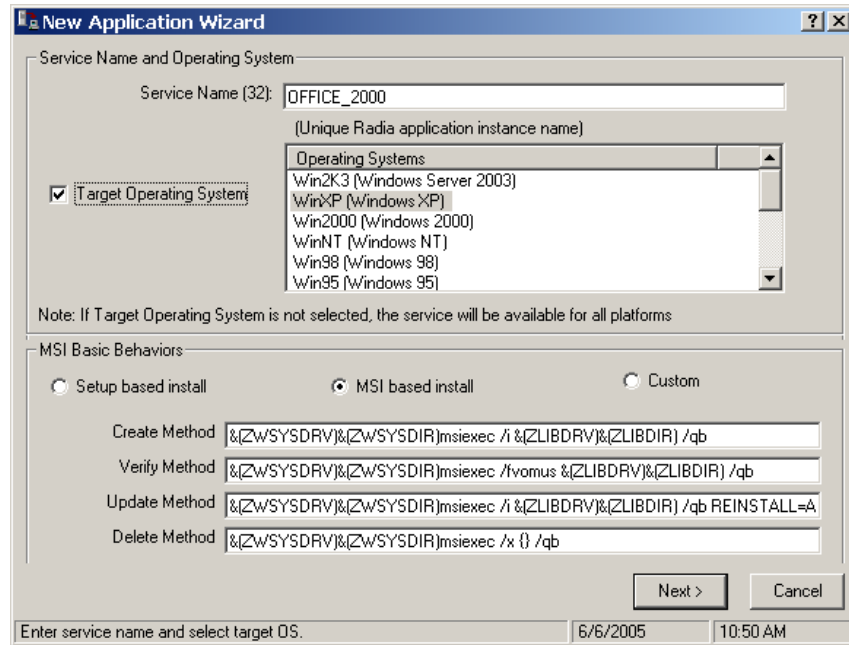 New Application Wizard
Service Name and Operating System
Service Name (32): OFFICE_2000
(Unique Radia application instance name)
Operating Systems
Target Operating System
Win2K3 (Windows Server 2003)
WinXP (Windows XP)
Win2000 (Windows 2000)
WinNT (Windows NT)
Win98 (Windows 98)
Win95 (Windows 95)
Note: If Target Operating System is not selected, the service will be available for all platforms
MSI Basic Behaviors
Setup based install MSI based install Custom
Create Method &(ZWSYSDRV)&(ZWSYSDIR)msiexec /i &(ZLIBDRV)&(ZLIBDIR) /qb
Verify Method &(ZWSYSDRV)&(ZWSYSDIR)msiexec /fvomus &(ZLIBDRV)&(ZLIBDIR) /qb
Update Method &(ZWSYSDRV)&(ZWSYSDIR)msiexec /i &(ZLIBDRV)&(ZLIBDIR) /qb REINSTALL=A
Delete Method &(ZWSYSDRV)&(ZWSYSDIR)msiexec /x {} /qb
Next > Cancel
Enter service name and select target OS. 6/6/2005 10:50 AM